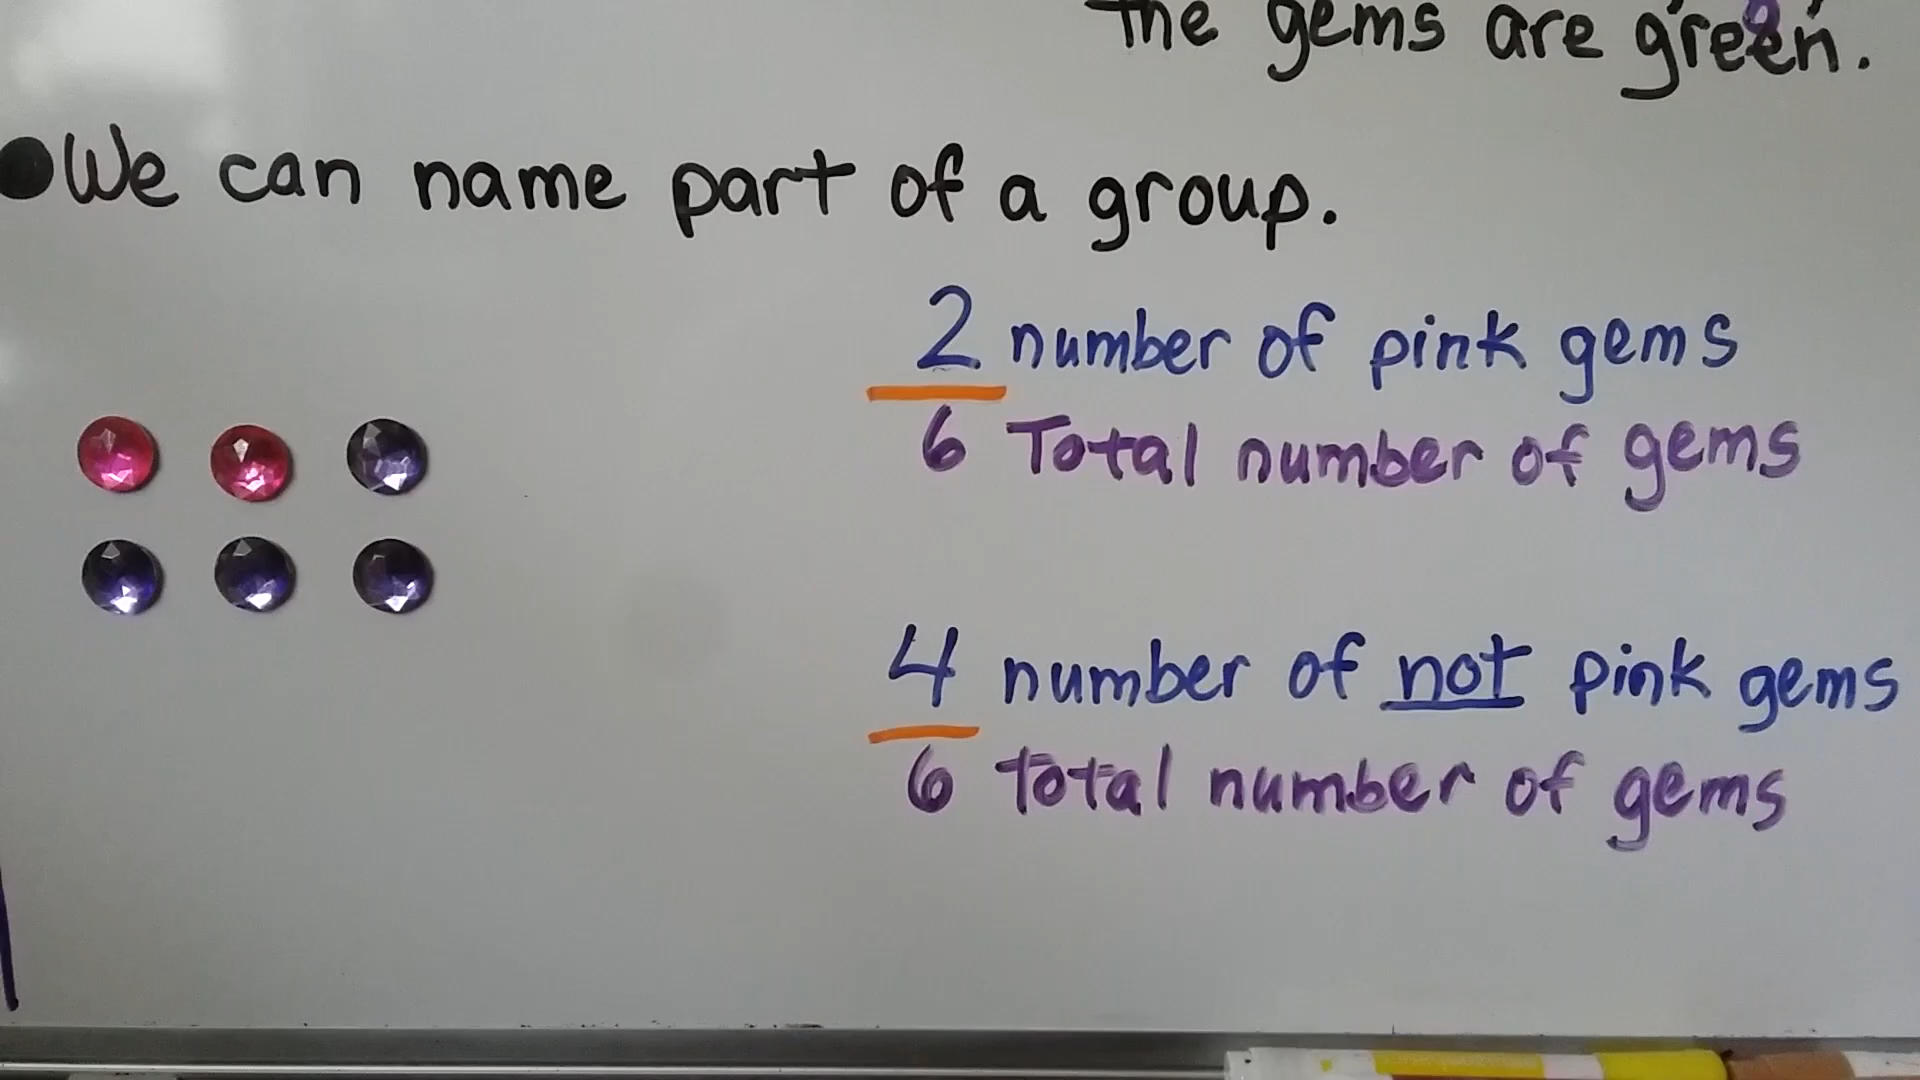 The gems are green.
●We can name part of a group.
2 number of pink gems
6 Total number of gems
4 number of not pink gems
6 total number of gems